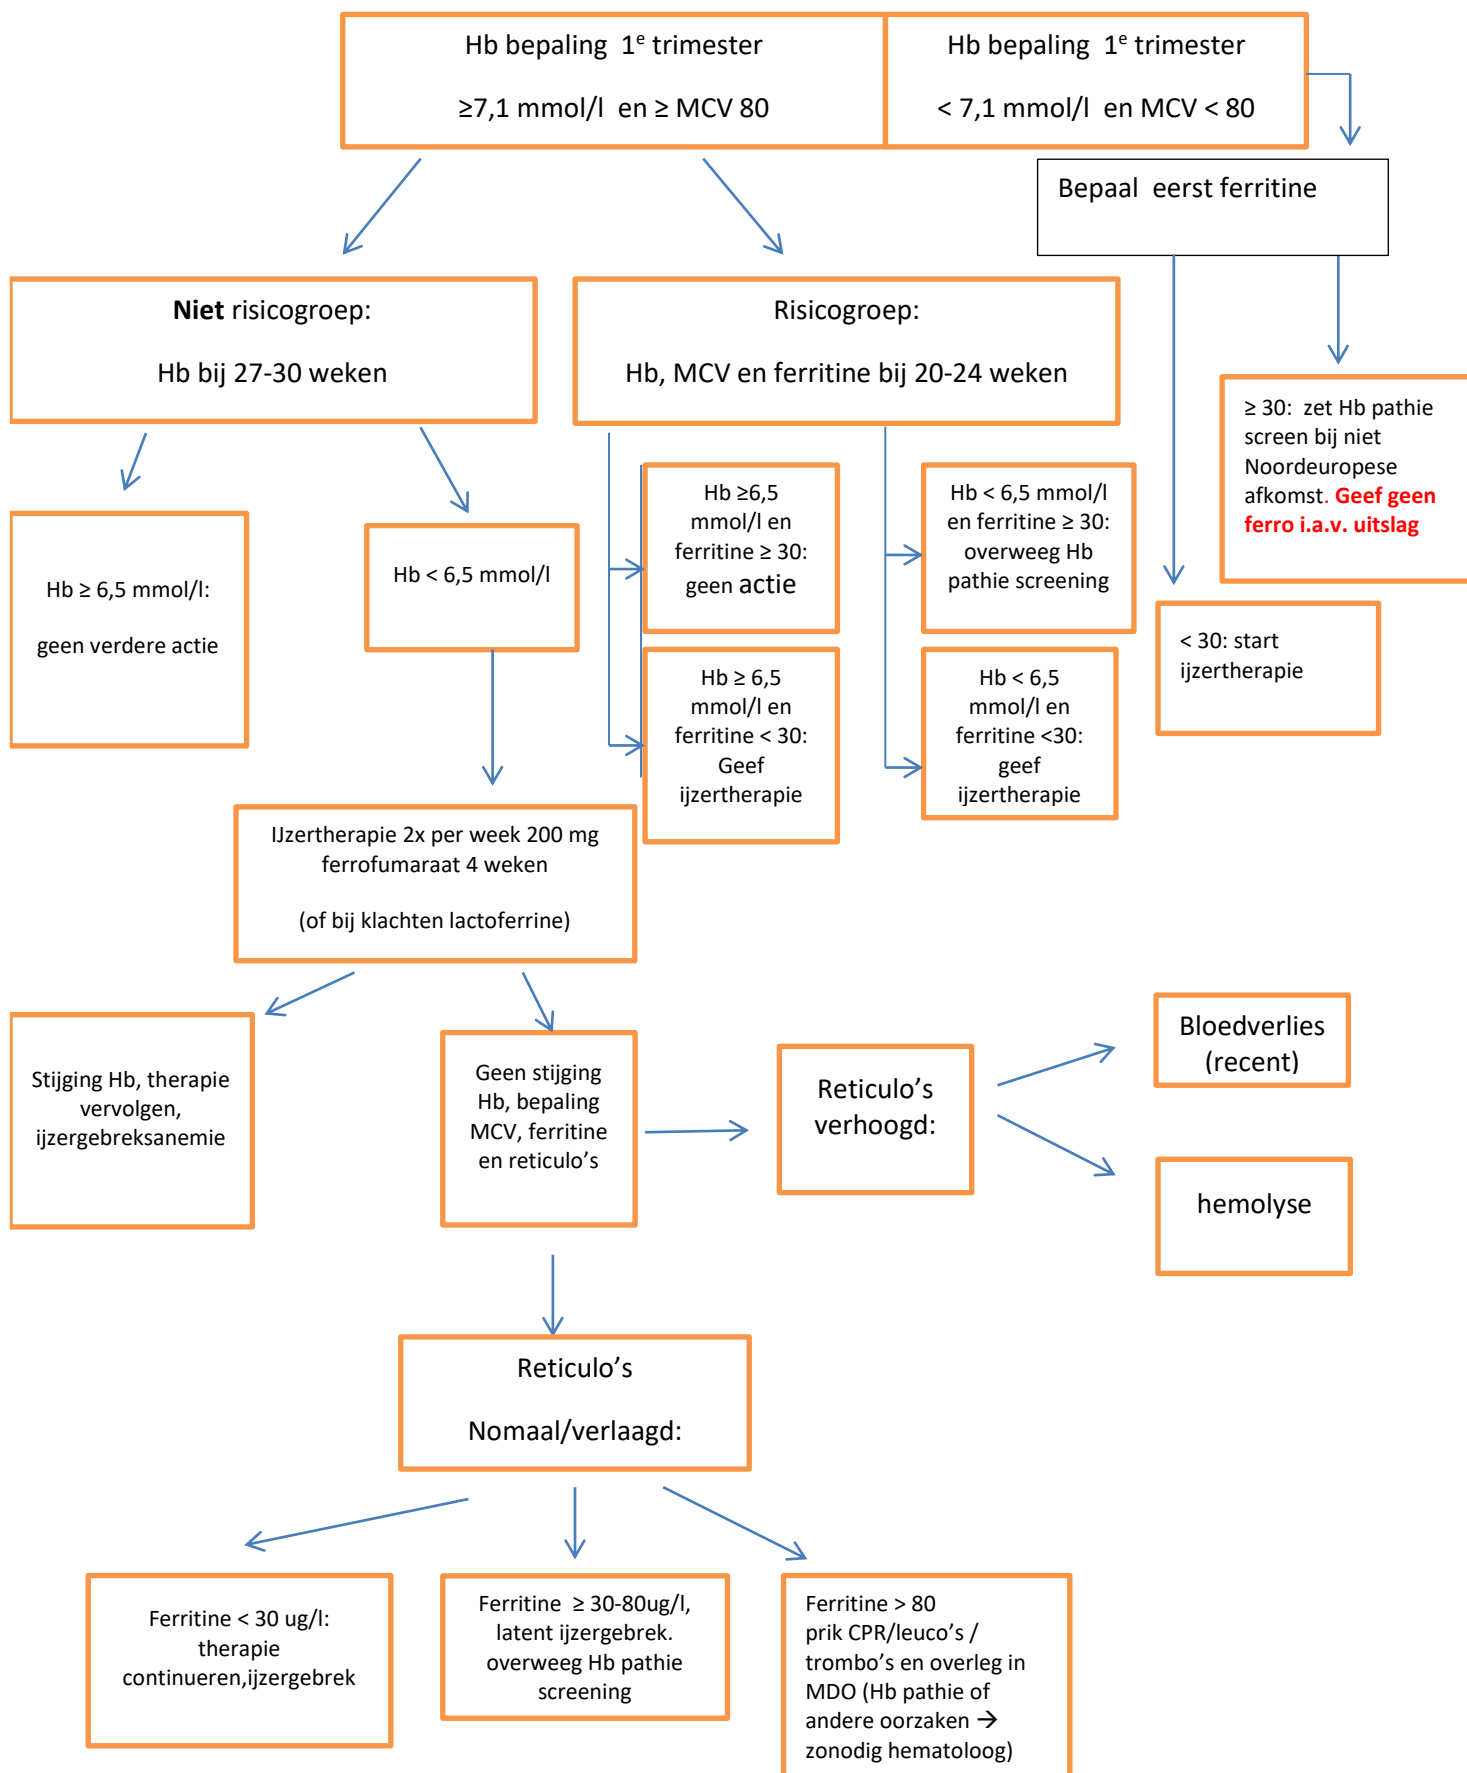 Hb bepaling 1e trimester
≥7,1 mmol/l en ≥ MCV 80
Hb bepaling 1e trimester
< 7,1 mmol/l en MCV < 80
Bepaal eerst ferritine
Niet risicogroep:
Hb bij 27-30 weken
Risicogroep:
Hb, MCV en ferritine bij 20-24 weken
≥ 30: zet Hb pathie
screen bij niet
Noordeuropese
afkomst. Geef geen
ferro i.a.v. uitslag
Hb ≥ 6,5 mmol/l:
geen verdere actie
Hb < 6,5 mmol/l
Hb ≥6,5
mmol/l en
ferritine ≥ 30:
geen actie
Hb < 6,5 mmol/l
en ferritine ≥ 30:
overweeg Hb
pathie screening
< 30: start
ijzertherapie
Hb ≥ 6,5
mmol/l en
ferritine < 30:
Geef
ijzertherapie
Hb < 6,5
mmol/l en
ferritine <30:
geef
ijzertherapie
IJzertherapie 2x per week 200 mg
ferrofumaraat 4 weken
(of bij klachten lactoferrine)
Stijging Hb, therapie
vervolgen,
ijzergebreksanemie
Geen stijging
Hb, bepaling
MCV, ferritine
en reticulo’s
Reticulo’s
verhoogd:
Bloedverlies
(recent)
hemolyse
Reticulo’s
Nomaal/verlaagd:
Ferritine < 30 ug/l:
therapie
continueren,ijzergebrek
Ferritine ≥ 30-80ug/l,
latent ijzergebrek.
overweeg Hb pathie
screening
Ferritine > 80
prik CPR/leuco’s /
trombo’s en overleg in
MDO (Hb pathie of
andere oorzaken →
zonodig hematoloog)